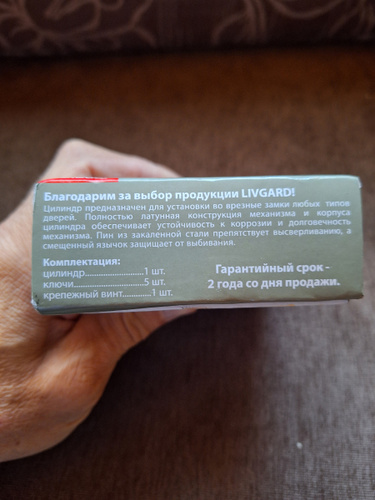 Благодарим за выбор продукции LIVGARD!
Цилиндр предназначен для установки во врезные замки любых типов
дверей. Полностью латунная конструкция механизма и корпуса
цилиндра обеспечивает устойчивость к коррозии и долговечность
механизма. Пин из закаленной стали препятствует высверливанию, а
смещенный язычок защищает от выбивания.
Комплектация:
цилиндр........................1 шт.
ключи...........................5 шт.
крепежный винт.............1 шт.
Гарантийный срок -
2 года со дня продажи.